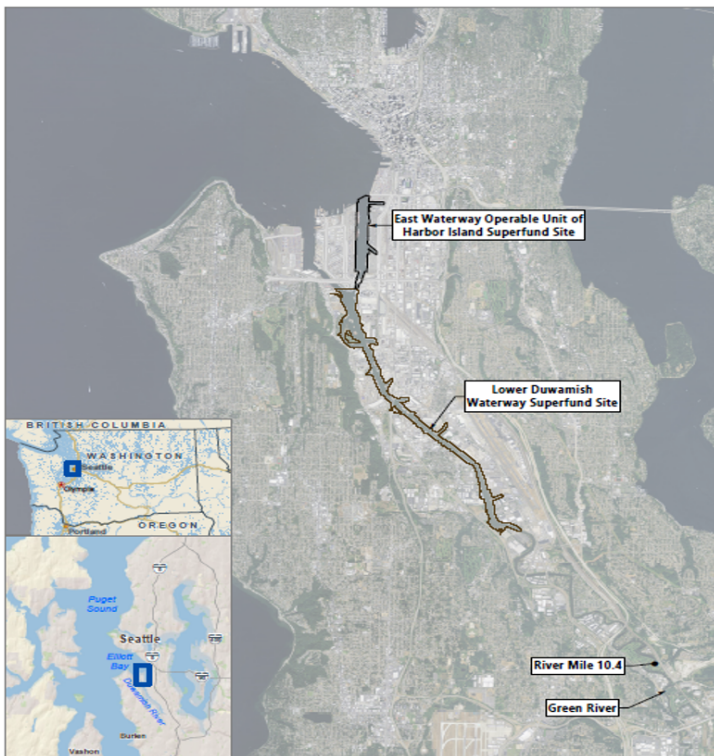 East Waterway Operable Unit of
Harbor Island Superfund Site
Lower Duwamish
Waterway Superfund Site
River Mile 10.4
Green River
BRITISH COLUMBIA
WASHINGTON
Seattle
Olympia
OREGON
Portland
Puget
Sound
Seattle
Elliott
Bay
Duwamish River
Burien
Vashon